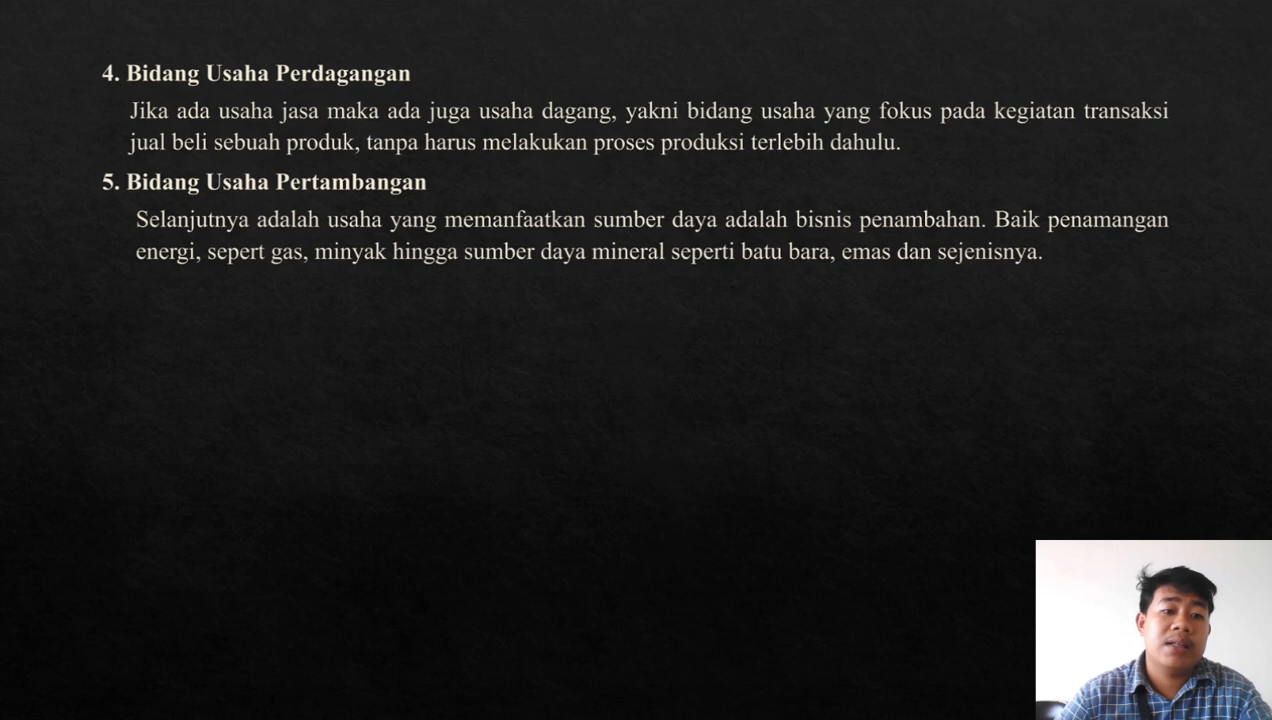 4. Bidang Usaha Perdagangan
Jika ada usaha jasa maka ada juga usaha dagang, yakni bidang usaha yang fokus pada kegiatan transaksi
jual beli sebuah produk, tanpa harus melakukan proses produksi terlebih dahulu.
5. Bidang Usaha Pertambangan
Selanjutnya adalah usaha yang memanfaatkan sumber daya adalah bisnis penambahan. Baik penamangan
energi, sepert gas, minyak hingga sumber daya mineral seperti batu bara, emas dan sejenisnya.